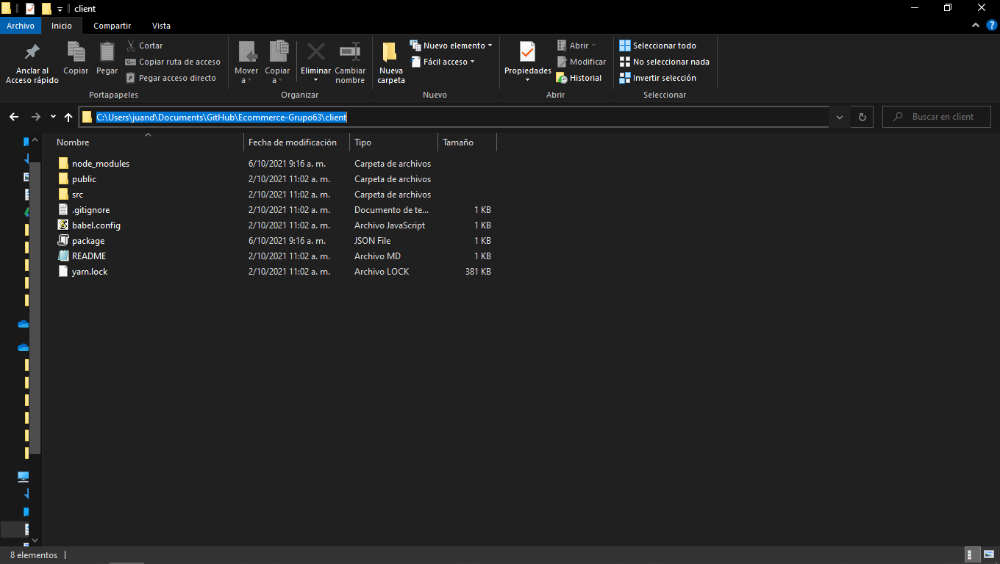 client
Archivo Inicio Compartir Vista
Anclar al Acceso rápido
Copiar
Pegar
Cortar
Copiar ruta de acceso
Pegar acceso directo
Portapapeles
Mover a
Copiar a
Eliminar
Cambiar nombre
Organizar
Nueva carpeta
Nuevo elemento
Fácil acceso
Nuevo
Propiedades
Abrir
Modificar
Historial
Abrir
Seleccionar todo
No seleccionar nada
Invertir selección
Seleccionar
C:\Users\juand\Documents\GitHub\Ecommerce-Grupo63\client
Buscar en client
Nombre Fecha de modificación Tipo Tamaño
node_modules 6/10/2021 9:16 a. m. Carpeta de archivos
public 2/10/2021 11:02 a. m. Carpeta de archivos
src 2/10/2021 11:02 a. m. Carpeta de archivos
.gitignore 2/10/2021 11:02 a. m. Documento de te... 1 KB
babel.config 2/10/2021 11:02 a. m. Archivo JavaScript 1 KB
package 6/10/2021 9:16 a. m. JSON File 1 KB
README 2/10/2021 11:02 a. m. Archivo MD 1 KB
yarn.lock 2/10/2021 11:02 a. m. Archivo LOCK 381 KB
8 elementos